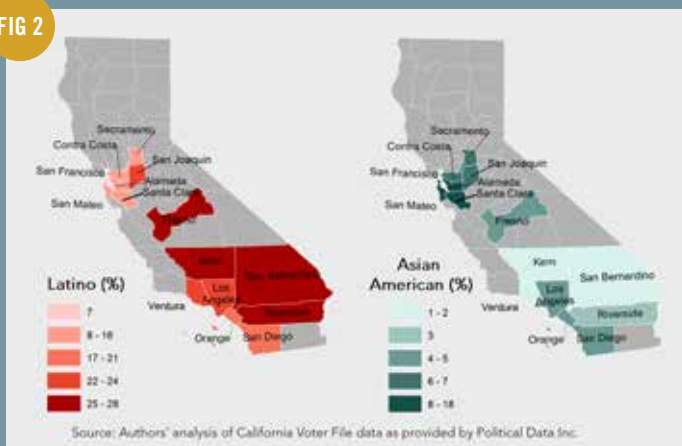 FIG 2
Sacramento
Contra Costa
San Joaquin
San Francisco
Alameda
Santa Clara
San Mateo
Fresno
Kern
San Bernardino
Los Angeles
Ventura
Riverside
Orange
San Diego
Latino (%)
7
8 - 16
17 - 21
22 - 24
25 - 28
Sacramento
Contra Costa
San Joaquin
San Francisco
Alameda
Santa Clara
San Mateo
Fresno
Kern
San Bernardino
Los
Angeles
Ventura
Riverside
Orange
San Diego
Asian
American (%)
1 - 2
3
4 - 5
6 - 7
8 - 18
Source: Authors' analysis of California Voter File data as provided by Political Data Inc.